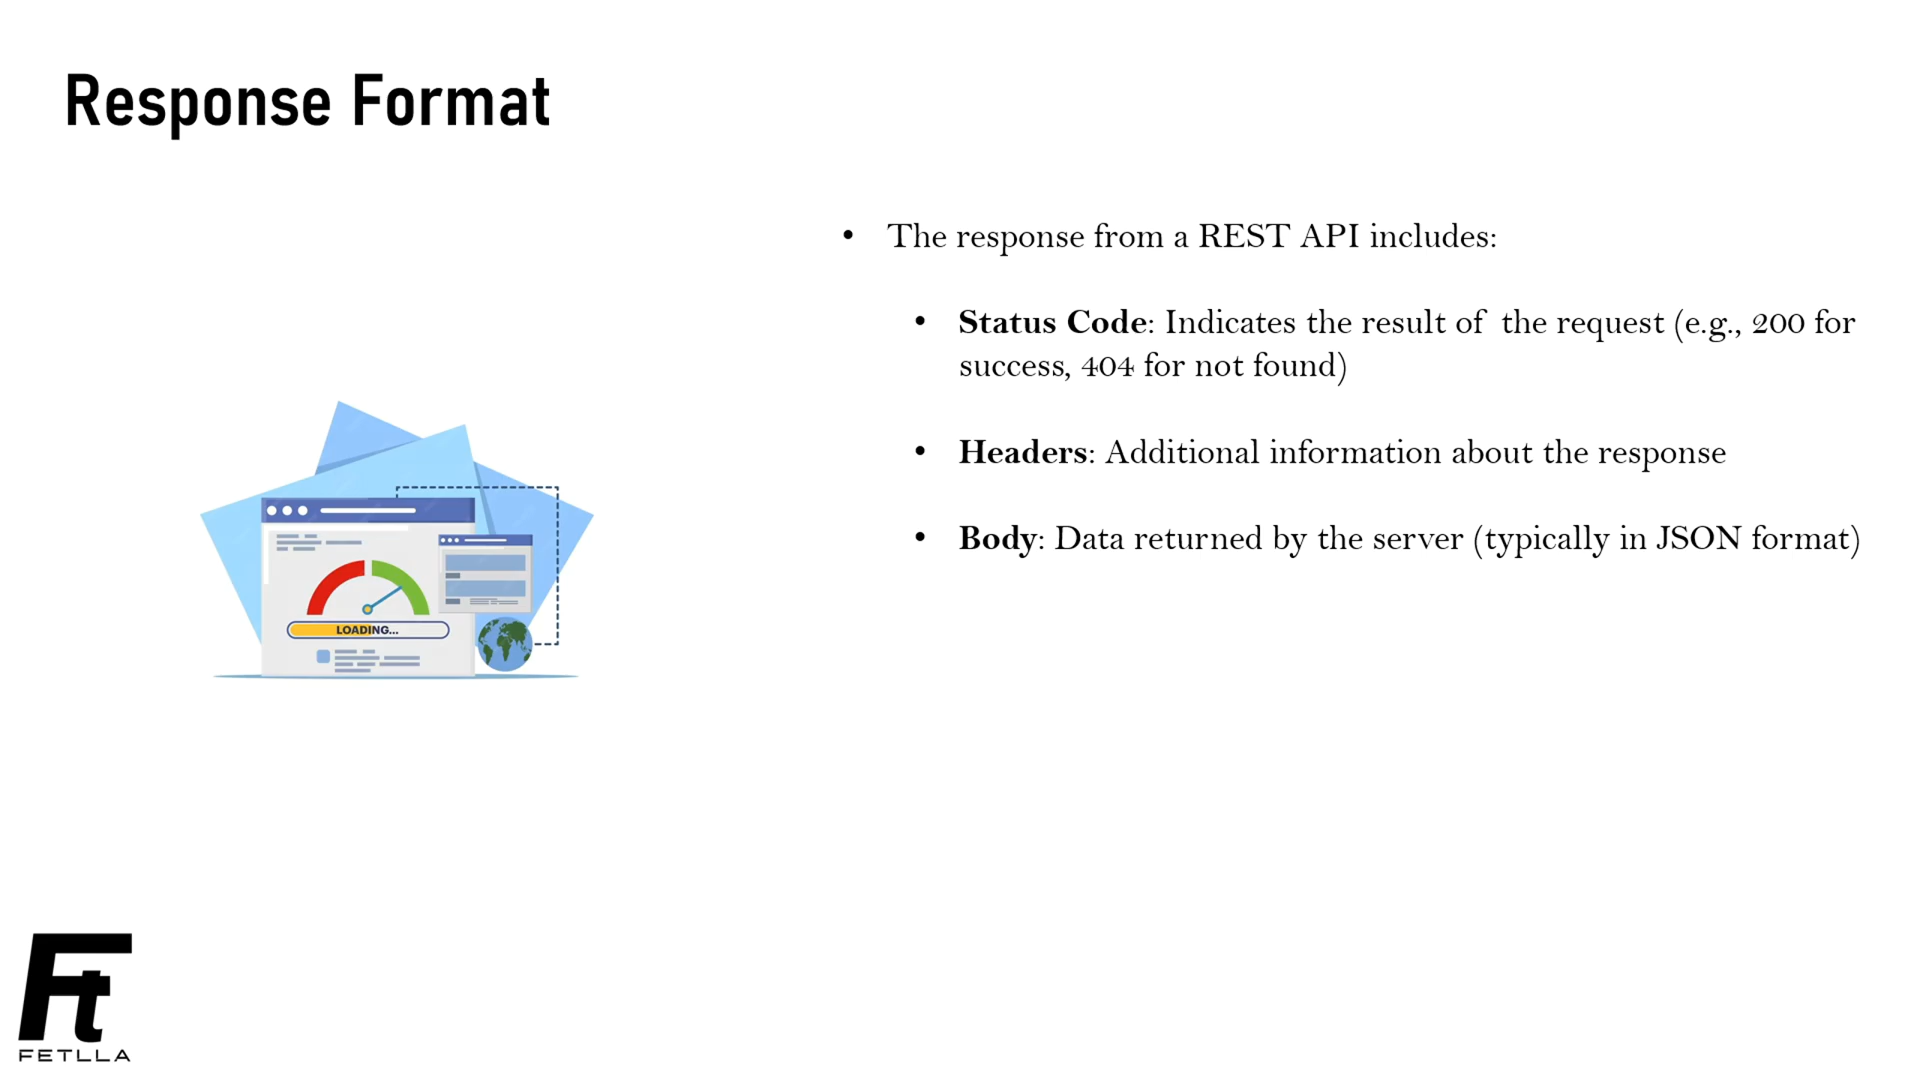 Response Format
• The response from a REST API includes:
• Status Code: Indicates the result of the request (e.g., 200 for
success, 404 for not found)
• Headers: Additional information about the response
• Body: Data returned by the server (typically in JSON format)
LOADING...
Ft
FETLLA